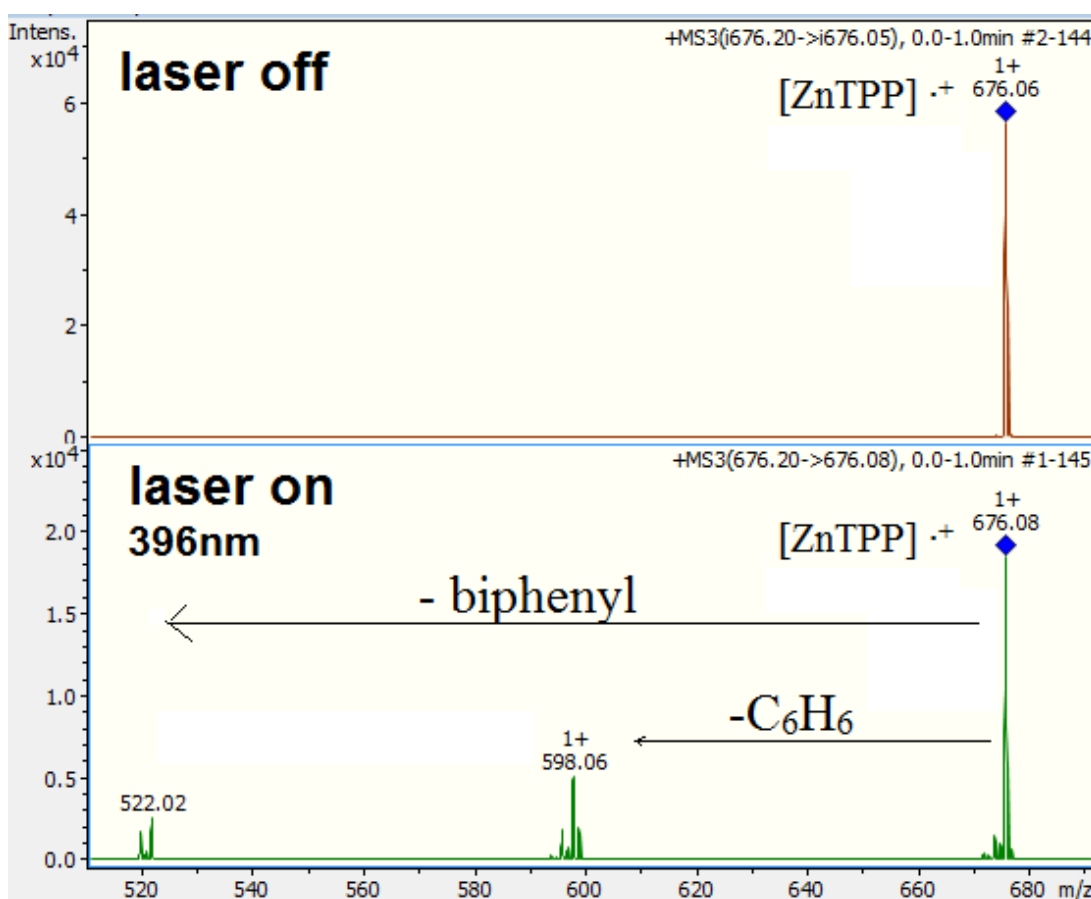 Intens.
x10⁴
laser off
+MS3(i676.20->i676.05), 0.0-1.0min #2-144
1+
676.06
[ZnTPP] ·+
6
4
2
0
x10⁴
laser on
396nm
+MS3(676.20->676.08), 0.0-1.0min #1-145
1+
676.08
[ZnTPP] ·+
2.0
- biphenyl
1.5
1.0
-C₆H₆
1+
598.06
0.5
522.02
0.0
520 540 560 580 600 620 640 660 680 m/z